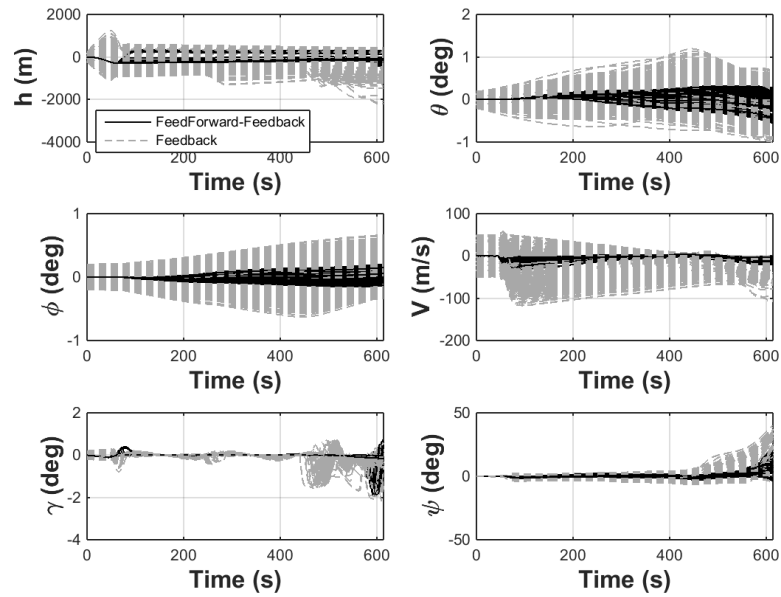 2000
0
-2000
-4000
h (m)
FeedForward-Feedback
Feedback
0 200 400 600
Time (s)
2
1
0
-1
θ (deg)
0 200 400 600
Time (s)
1
0
-1
ϕ (deg)
0 200 400 600
Time (s)
100
0
-100
-200
V (m/s)
0 200 400 600
Time (s)
2
0
-2
-4
γ (deg)
0 200 400 600
Time (s)
50
0
-50
ψ (deg)
0 200 400 600
Time (s)